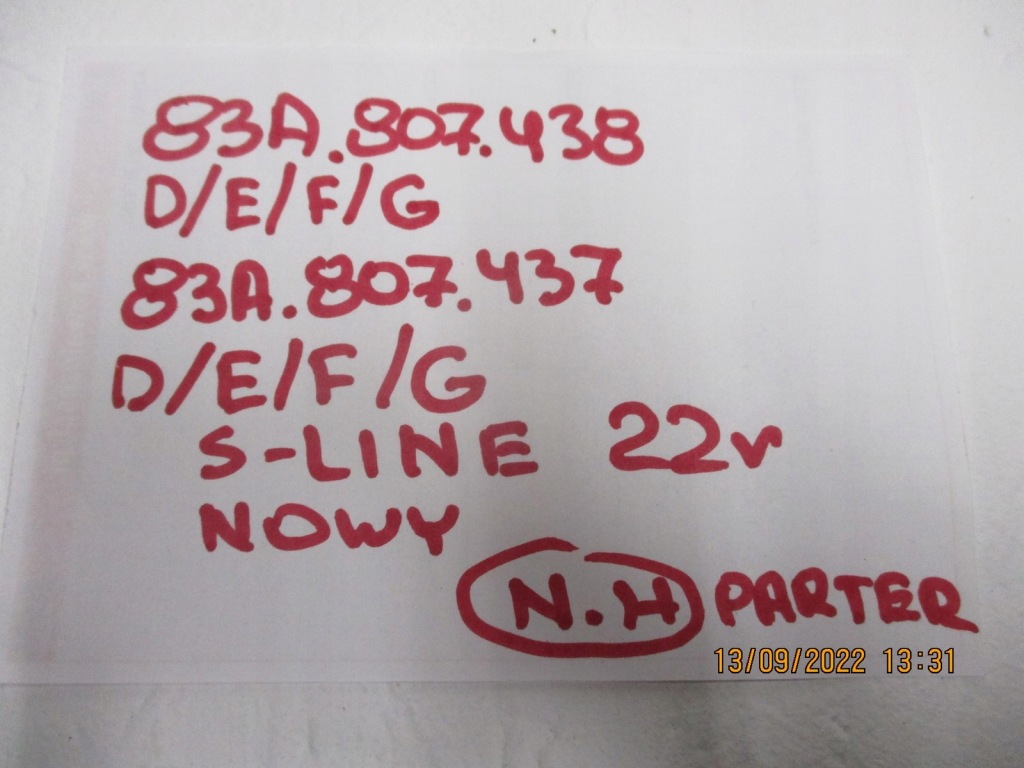 83A.807.438
D/E/F/G
83A.807.437
D/E/F/G
S-LINE 22r
NOWY
N.H PARTER
13/09/2022 13:31